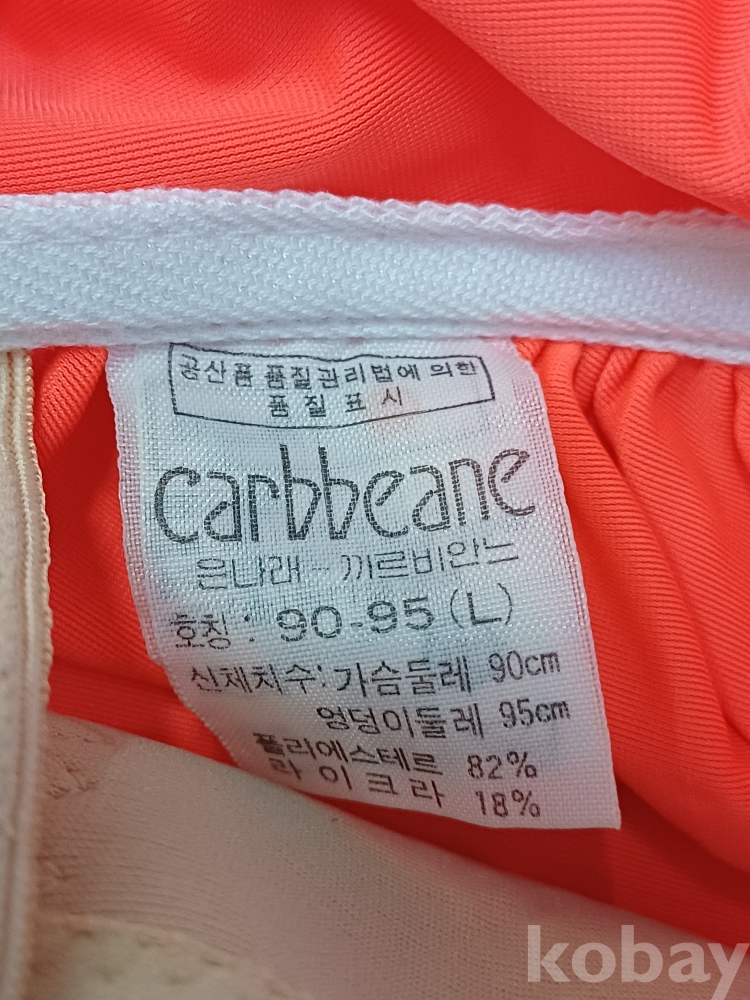 공산품 품질관리법에 의한
품질표시
carbbeane
은나래-끼르비안느
호칭: 90-95(L)
신체치수: 가슴둘레 90cm
엉덩이둘레 95cm
폴리에스테르 82%
라이크라 18%
kobay